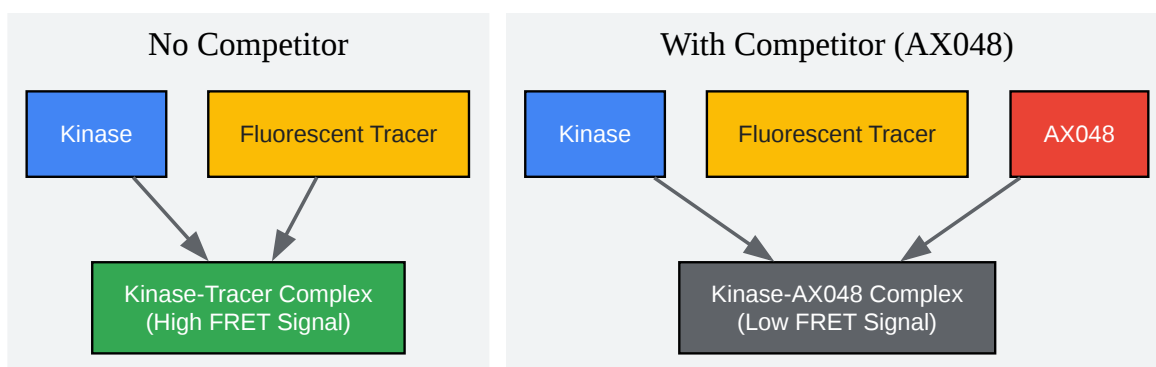 No Competitor
Kinase
Fluorescent Tracer
Kinase-Tracer Complex
(High FRET Signal)
With Competitor (AX048)
Kinase
Fluorescent Tracer
AX048
Kinase-AX048 Complex
(Low FRET Signal)